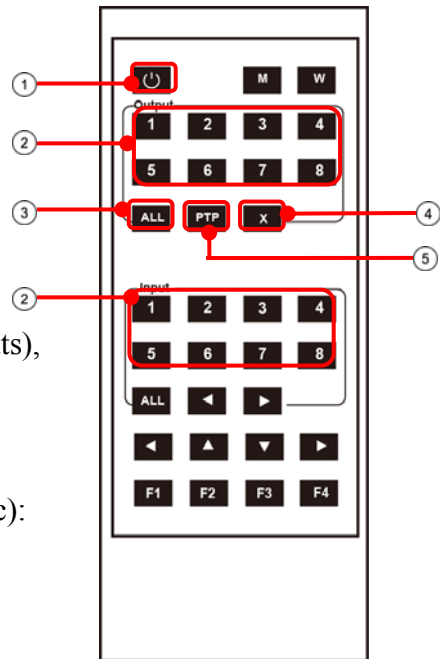 1
M W
Output
1 2 3 4
2
5 6 7 8
3
ALL PTP X
4
5
Input
2
1 2 3 4
ts),
5 6 7 8
ALL ◄ ►
◄ ▲ ▼ ►
F1 F2 F3 F4
c):